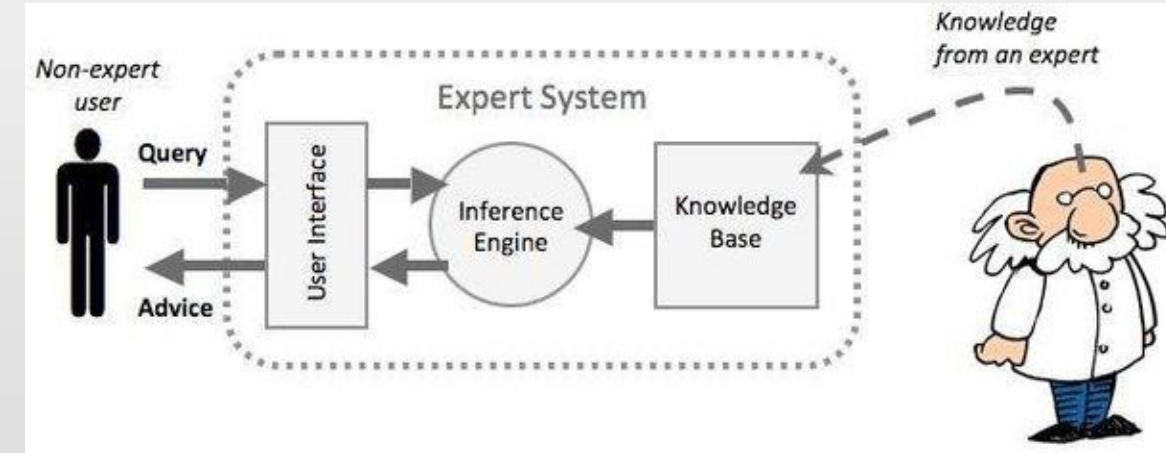 Knowledge
from an expert
Non-expert
user
Expert System
Query
User Interface
Inference
Engine
Knowledge
Base
Advice